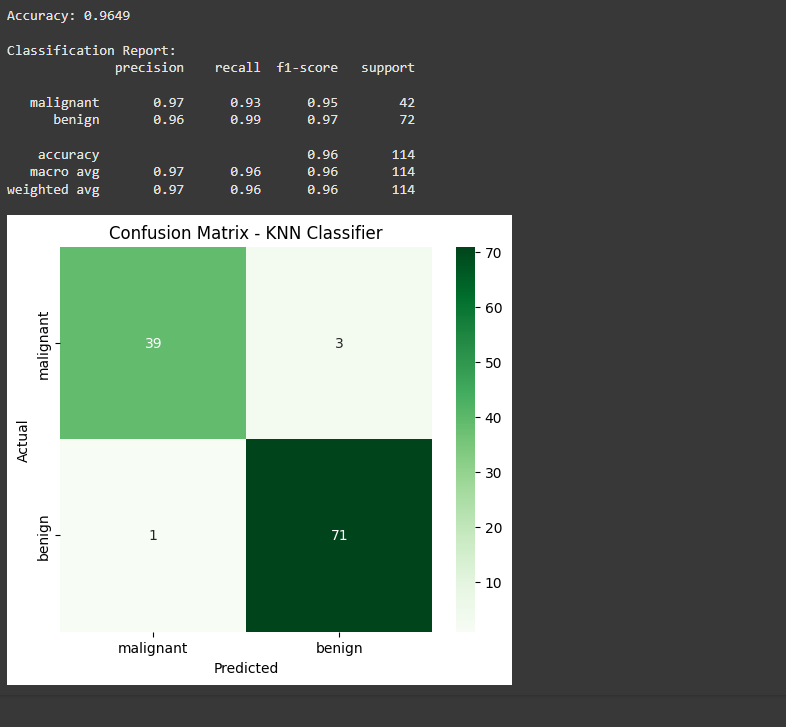 Accuracy: 0.9649
Classification Report:
precision recall f1-score support
malignant 0.97 0.93 0.95 42
benign 0.96 0.99 0.97 72
accuracy 0.96 114
macro avg 0.97 0.96 0.96 114
weighted avg 0.97 0.96 0.96 114
Confusion Matrix - KNN Classifier
malignant
39
3
benign
1
71
Actual
malignant
benign
Predicted
70
60
50
40
30
20
10